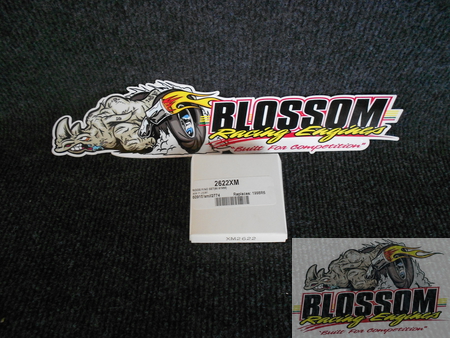 BLOSSOM
Racing Engines
"Built For Competition"
2622XM
XM2622
BLOSSOM
Racing Engines
"Built For Competition"